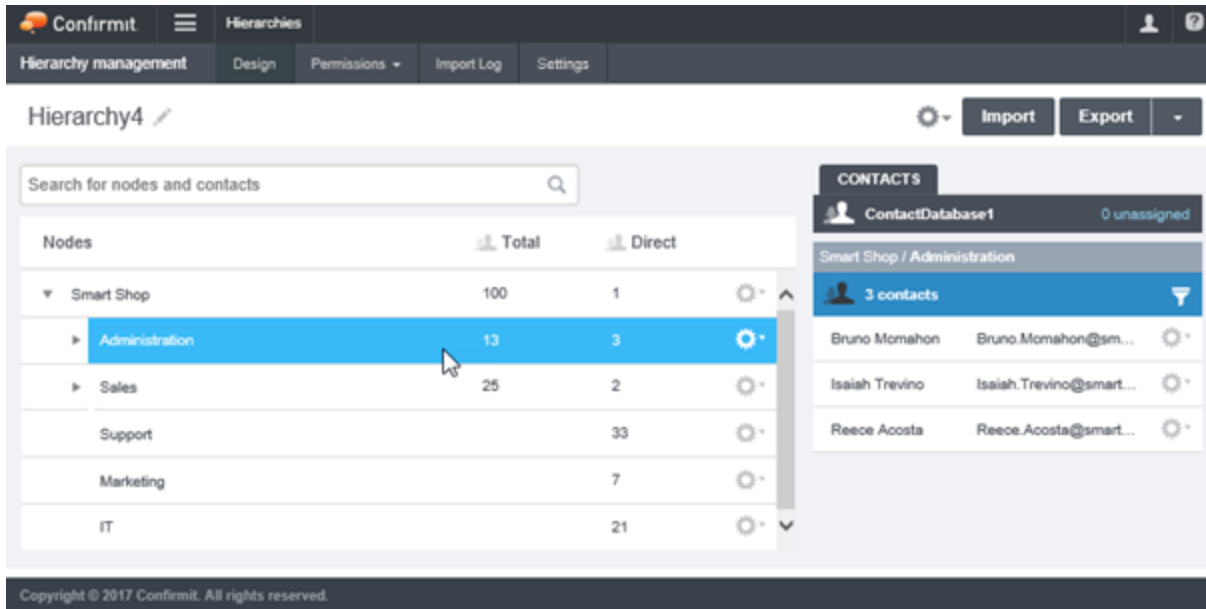 Confirmit Hierarchies
Hierarchy management Design Permissions Import Log Settings
Hierarchy4 Import Export
Search for nodes and contacts
Nodes Total Direct
Smart Shop 100 1
Administration 13 3
Sales 25 2
Support 33
Marketing 7
IT 21
CONTACTS
ContactDatabase1 0 unassigned
Smart Shop / Administration
3 contacts
Bruno Mcmahon Bruno.Mcmahon@sm...
Isaiah Trevino Isaiah.Trevino@smart...
Reece Acosta Reece.Acosta@smart...
Copyright © 2017 Confirmit. All rights reserved.